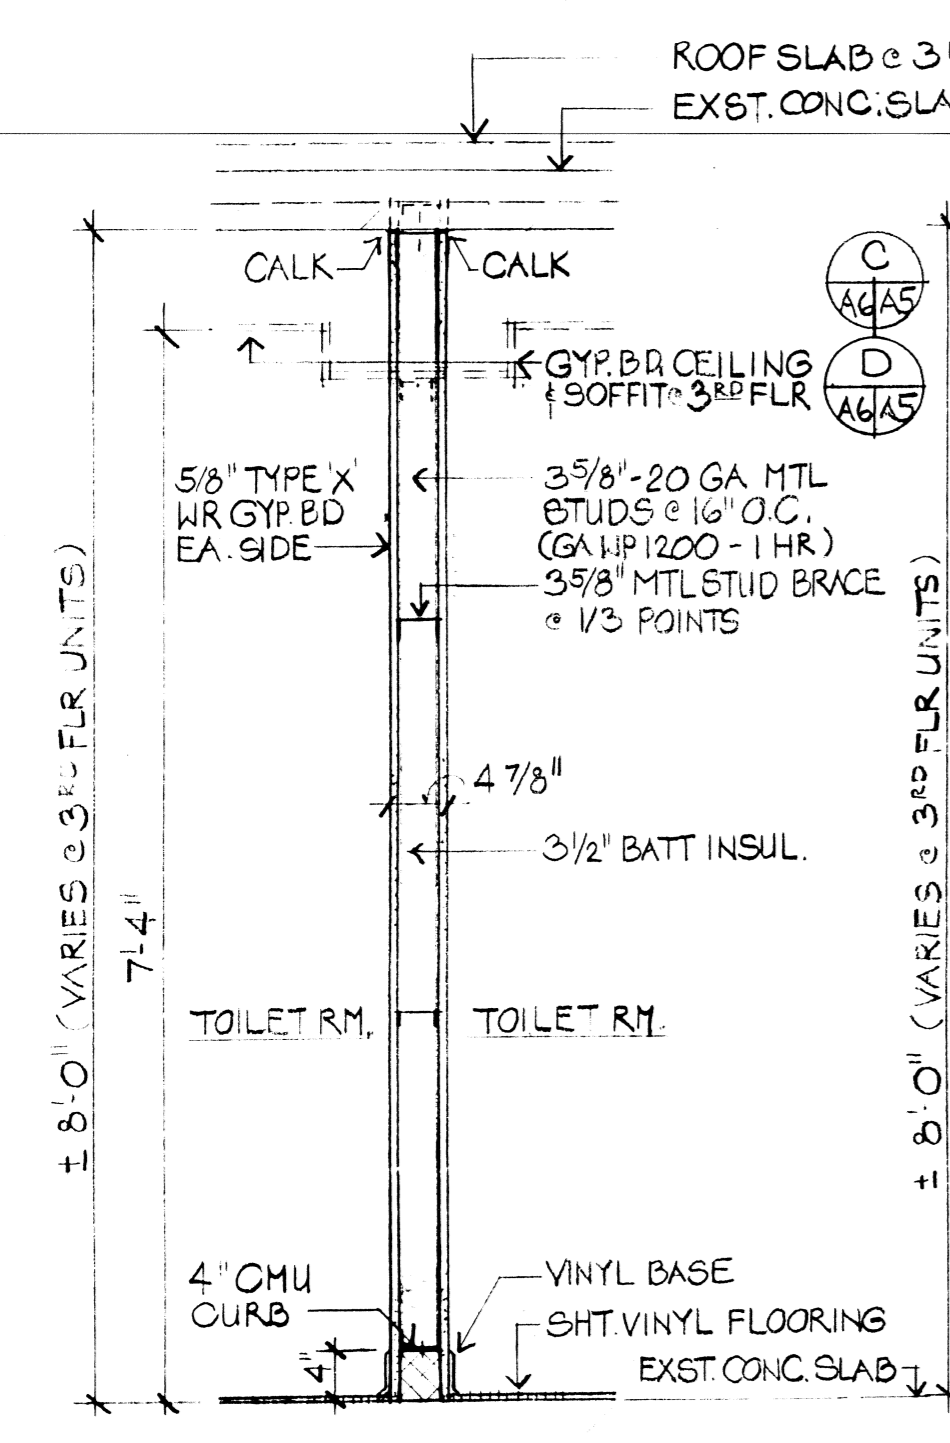 ROOF SLAB @ 3
EXST. CONC. SLA
CALK
CALK
C
A6 A5
D
A6 A5
GYP. BD. CEILING
& SOFFIT @ 3RD FLR
5/8" TYPE 'X'
WR GYP. BD
EA. SIDE
3 5/8" - 20 GA MTL
STUDS @ 16" O.C.
(GA WP 1200 - 1 HR)
3 5/8" MTL STUD BRACE
@ 1/3 POINTS
± 8'-0" (VARIES @ 3RD FLR UNITS)
7'-4"
4 7/8"
3 1/2" BATT INSUL.
± 8'-0" (VARIES @ 3RD FLR UNITS)
TOILET RM.
TOILET RM.
4" CMU
CURB
4"
VINYL BASE
SHT. VINYL FLOORING
EXST. CONC. SLAB